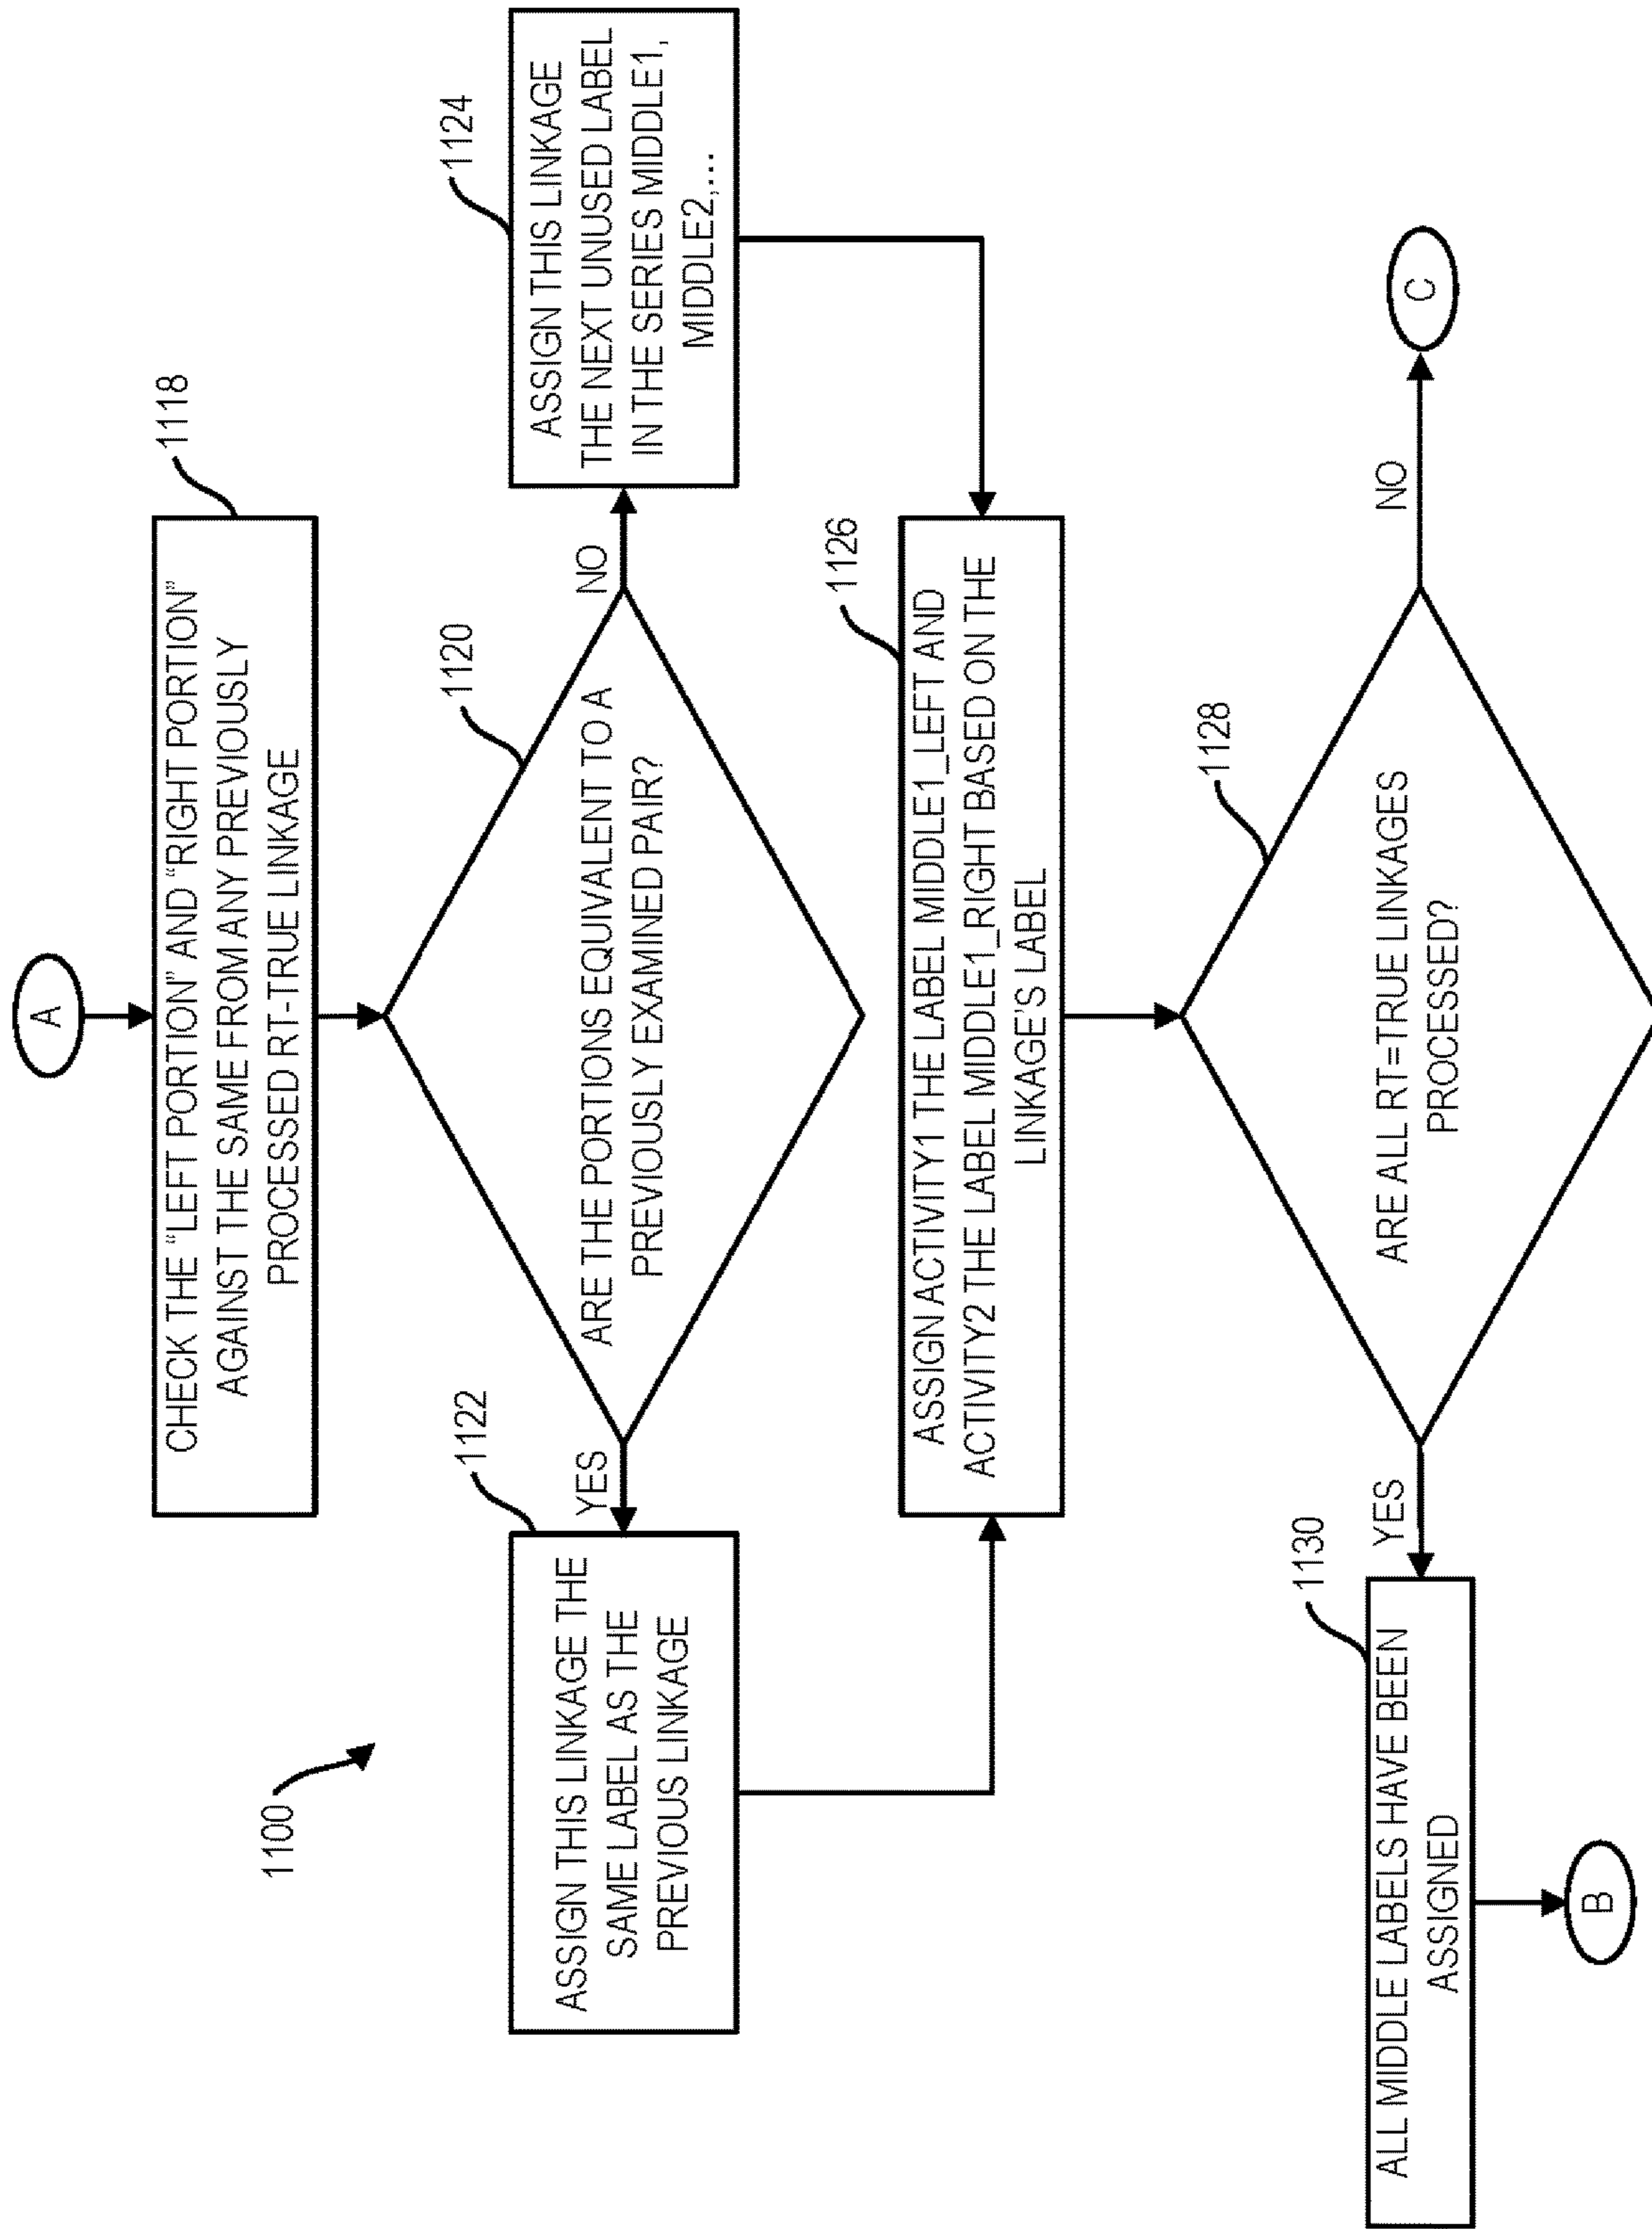 A
1118
CHECK THE "LEFT PORTION" AND "RIGHT PORTION"
AGAINST THE SAME FROM ANY PREVIOUSLY
PROCESSED RT-TRUE LINKAGE
1100
1120
ARE THE PORTIONS EQUIVALENT TO A
PREVIOUSLY EXAMINED PAIR?
YES
NO
1122
ASSIGN THIS LINKAGE THE
SAME LABEL AS THE
PREVIOUS LINKAGE
1124
ASSIGN THIS LINKAGE
THE NEXT UNUSED LABEL
IN THE SERIES MIDDLE1,
MIDDLE2,...
1126
ASSIGN ACTIVITY1 THE LABEL MIDDLE1_LEFT AND
ACTIVITY2 THE LABEL MIDDLE1_RIGHT BASED ON THE
LINKAGE'S LABEL
1128
ARE ALL RT=TRUE LINKAGES
PROCESSED?
YES
NO
C
1130
ALL MIDDLE LABELS HAVE BEEN
ASSIGNED
B